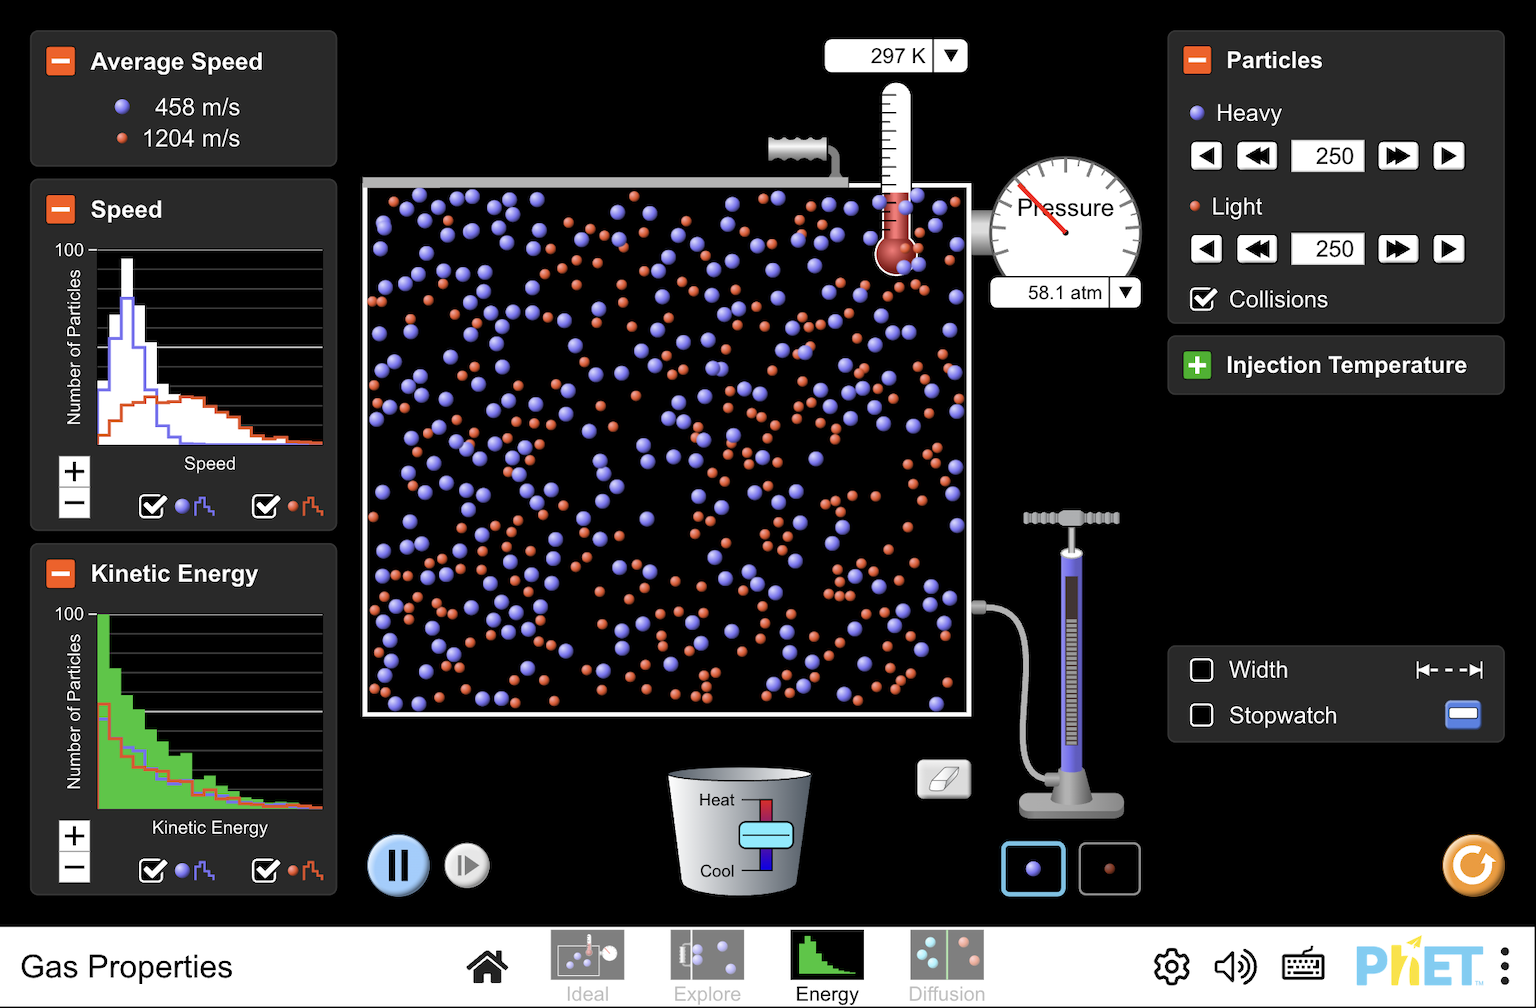 Average Speed
458 m/s
1204 m/s
Speed
100
Number of Particles
Speed
+
−
Kinetic Energy
100
Number of Particles
Kinetic Energy
+
−
297 K
Pressure
58.1 atm
Heat
Cool
Particles
Heavy
250
Light
250
Collisions
Injection Temperature
Width
Stopwatch
Gas Properties
Ideal
Explore
Energy
Diffusion
PhET